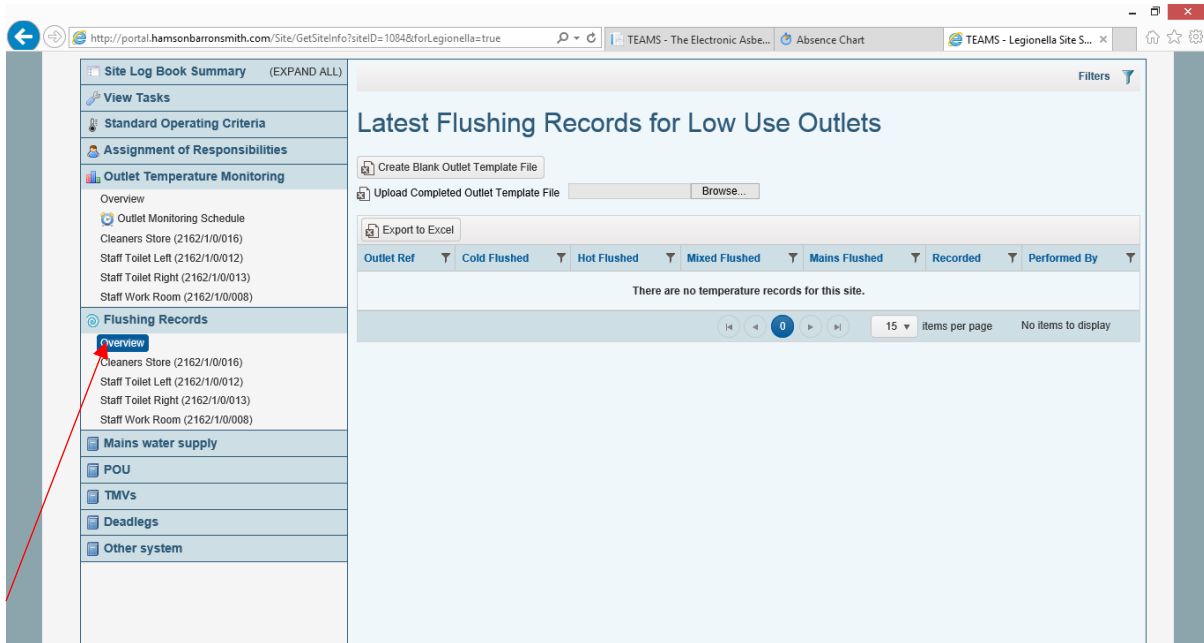 http://portal.hamsonbarronsmith.com/Site/GetSiteInfo?siteID=1084&forLegionella=true
TEAMS - The Electronic Asbe...
Absence Chart
TEAMS - Legionella Site S...
Site Log Book Summary (EXPAND ALL)
View Tasks
Standard Operating Criteria
Assignment of Responsibilities
Outlet Temperature Monitoring
Overview
Outlet Monitoring Schedule
Cleaners Store (2162/1/0/016)
Staff Toilet Left (2162/1/0/012)
Staff Toilet Right (2162/1/0/013)
Staff Work Room (2162/1/0/008)
Flushing Records
Overview
Cleaners Store (2162/1/0/016)
Staff Toilet Left (2162/1/0/012)
Staff Toilet Right (2162/1/0/013)
Staff Work Room (2162/1/0/008)
Mains water supply
POU
TMVs
Deadlegs
Other system
Filters
Latest Flushing Records for Low Use Outlets
Create Blank Outlet Template File
Upload Completed Outlet Template File Browse...
Export to Excel
Outlet Ref Cold Flushed Hot Flushed Mixed Flushed Mains Flushed Recorded Performed By
There are no temperature records for this site.
0 15 items per page No items to display